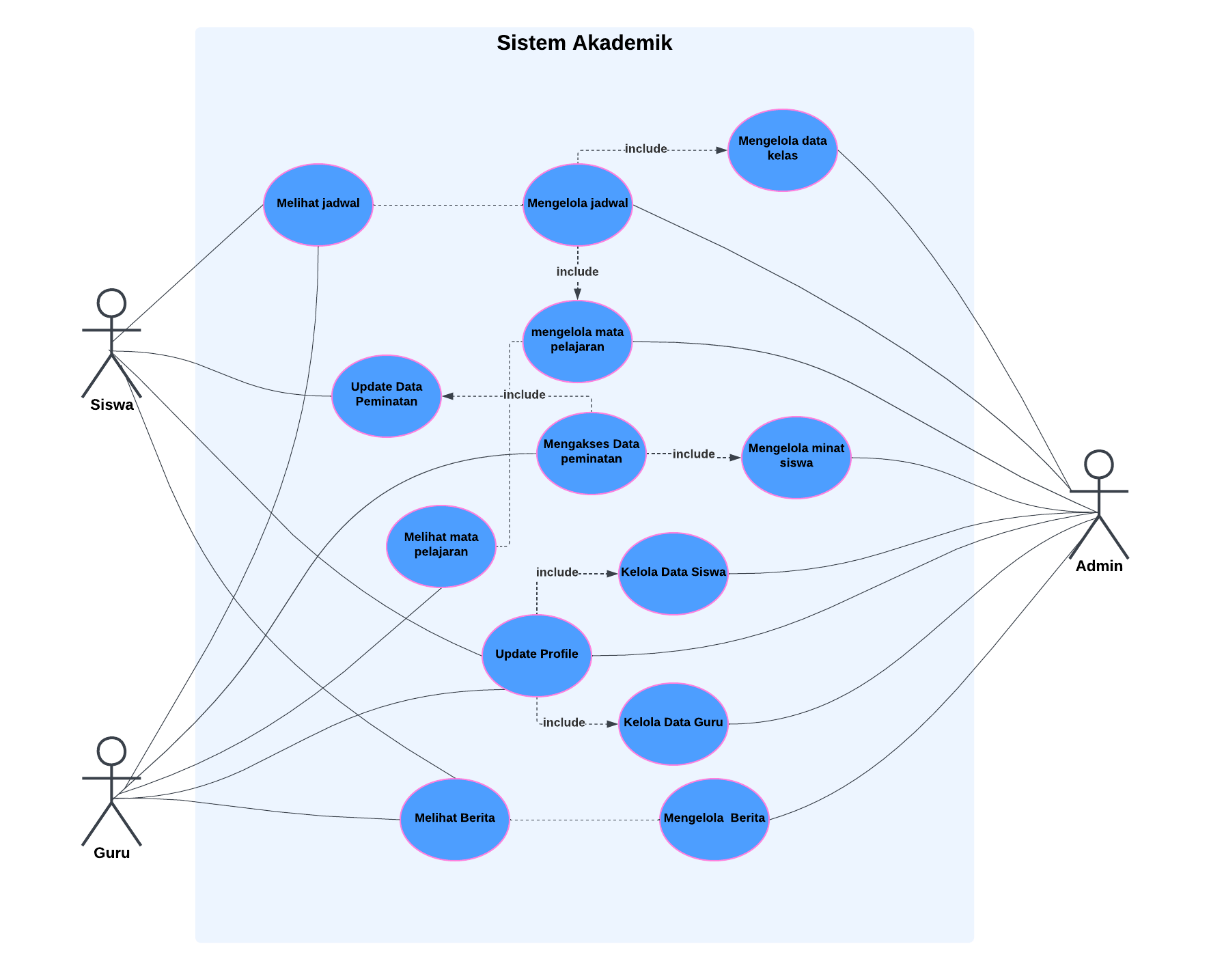 Sistem Akademik
Mengelola data
kelas
include
Melihat jadwal
Mengelola jadwal
include
mengelola mata
pelajaran
Update Data
Peminatan
include
Siswa
Mengakses Data
peminatan
include
Mengelola minat
siswa
Melihat mata
pelajaran
include
Kelola Data Siswa
Admin
Update Profile
include
Kelola Data Guru
Melihat Berita
Mengelola  Berita
Guru